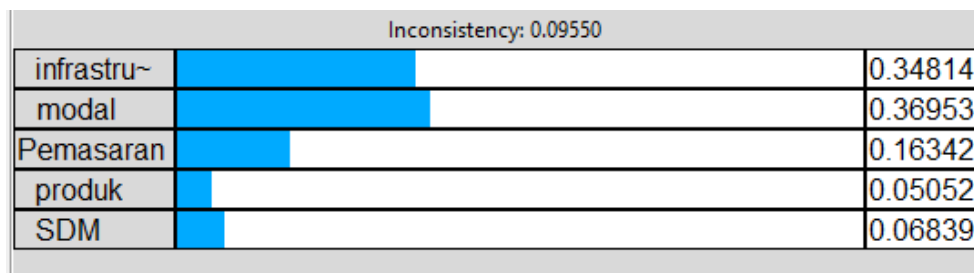 Inconsistency: 0.09550
infrastru~ 0.34814
modal 0.36953
Pemasaran 0.16342
produk 0.05052
SDM 0.06839